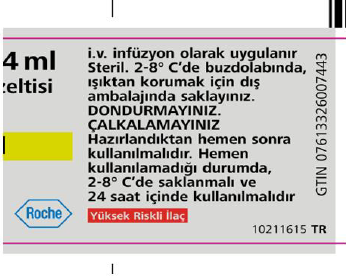 4 ml
zeltisi
i.v. infüzyon olarak uygulanır
Steril. 2-8° C'de buzdolabında,
ışıktan korumak için dış
ambalajında saklayınız.
DONDURMAYINIZ.
ÇALKALAMAYINIZ
Hazırlandıktan hemen sonra
kullanılmalıdır. Hemen
kullanılamadığı durumda,
2-8° C'de saklanmalı ve
24 saat içinde kullanılmalıdır
Roche
Yüksek Riskli İlaç
10211615 TR
GTIN 07613326007443